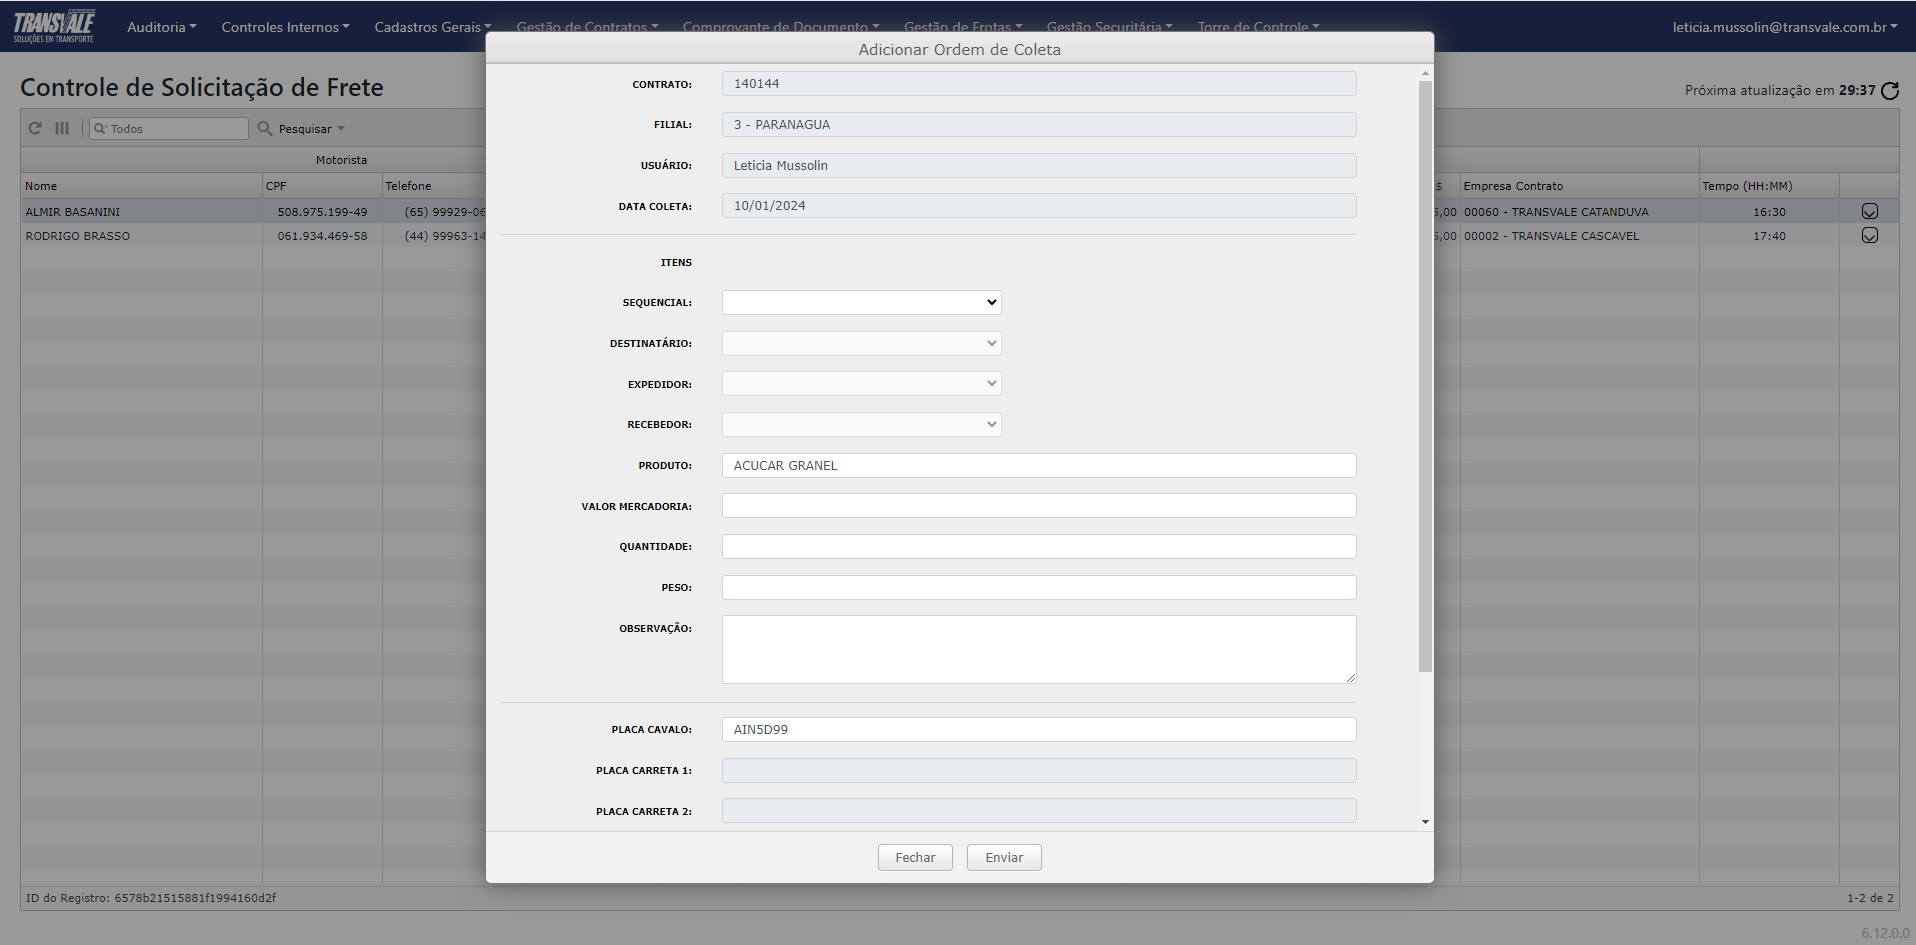 TRANSVALE
SOLUÇÕES EM TRANSPORTE
Auditoria Controles Internos Cadastros Gerais Gestão de Contratos Comprovante de Documento Gestão de Frotas Gestão Securitária Torre de Controle leticia.mussolin@transvale.com.br
Controle de Solicitação de Frete
Próxima atualização em 29:37
Todos Pesquisar
Motorista
Nome CPF Telefone $ Empresa Contrato Tempo (HH:MM)
ALMIR BASANINI 508.975.199-49 (65) 99929-06 5,00 00060 - TRANSVALE CATANDUVA 16:30
RODRIGO BRASSO 061.934.469-58 (44) 99963-14 5,00 00002 - TRANSVALE CASCAVEL 17:40
Adicionar Ordem de Coleta
CONTRATO: 140144
FILIAL: 3 - PARANAGUA
USUÁRIO: Leticia Mussolin
DATA COLETA: 10/01/2024
ITENS
SEQUENCIAL:
DESTINATÁRIO:
EXPEDIDOR:
RECEBEDOR:
PRODUTO: ACUCAR GRANEL
VALOR MERCADORIA:
QUANTIDADE:
PESO:
OBSERVAÇÃO:
PLACA CAVALO: AIN5D99
PLACA CARRETA 1:
PLACA CARRETA 2:
Fechar Enviar
ID do Registro: 6578b21515881f1994160d2f 1-2 de 2
6.12.0.0